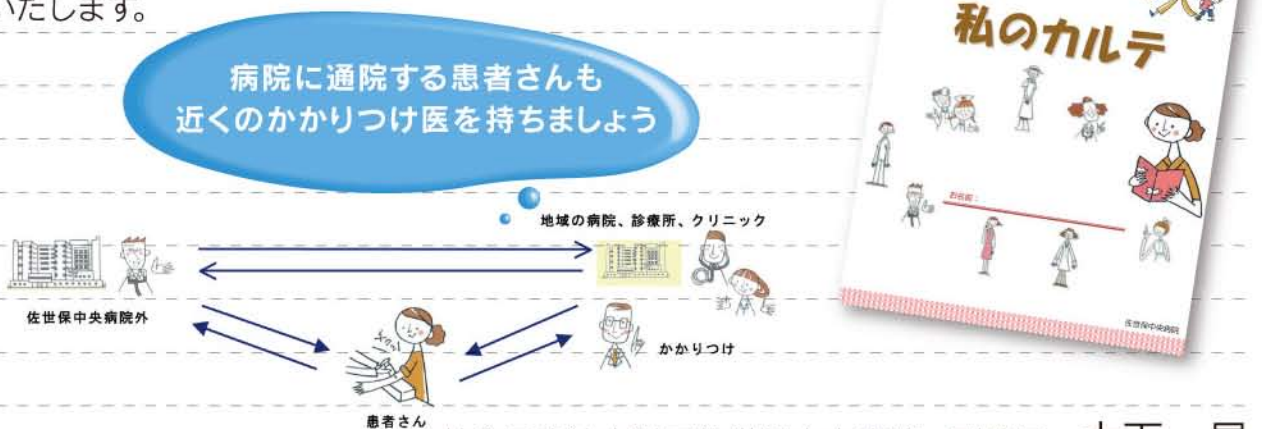 いたします。
私のカルテ
病院に通院する患者さんも
近くのかかりつけ医を持ちましょう
お名前：
地域の病院、診療所、クリニック
佐世保中央病院外
かかりつけ
佐世保中央病院
患者さん